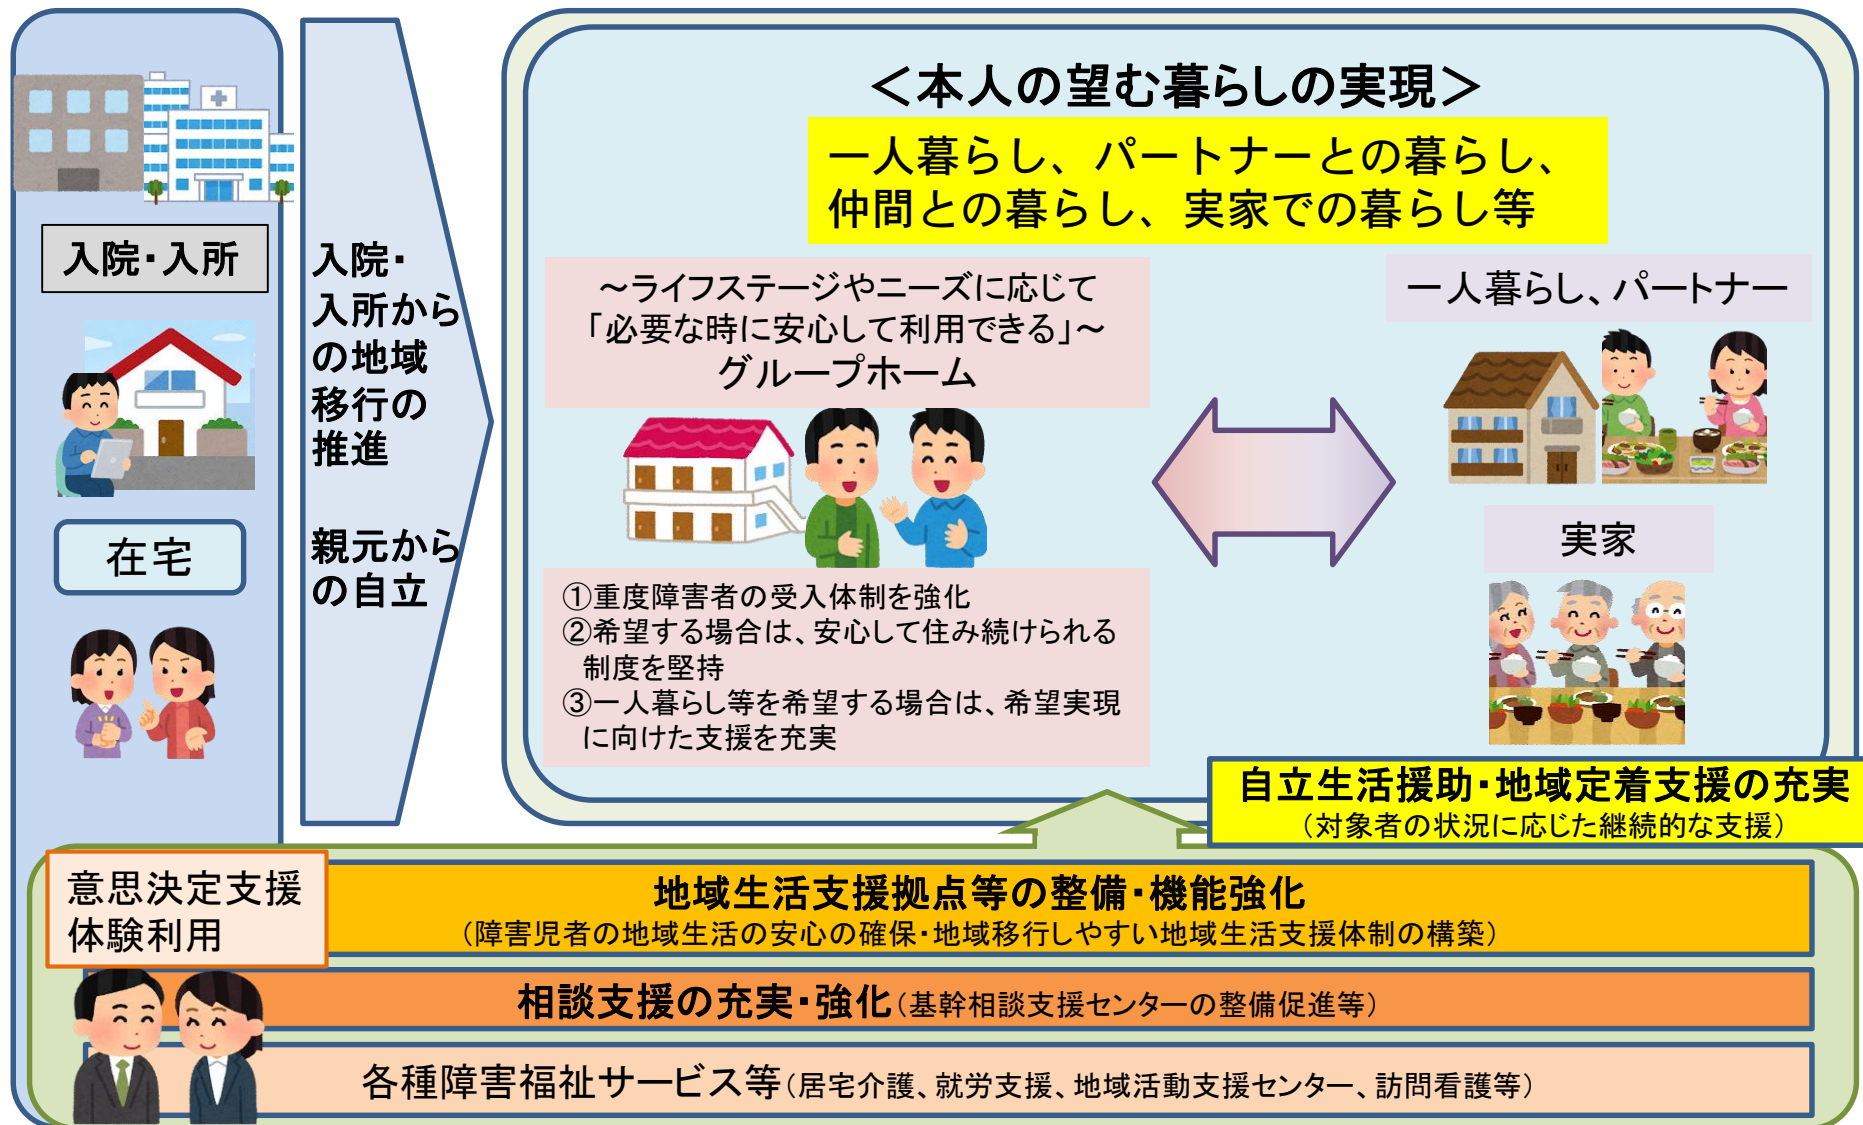 入院・入所
在宅
入院・
入所から
の地域
移行の
推進
親元から
の自立
＜本人の望む暮らしの実現＞
一人暮らし、パートナーとの暮らし、
仲間との暮らし、実家での暮らし等
～ライフステージやニーズに応じて
「必要な時に安心して利用できる」～
グループホーム
①重度障害者の受入体制を強化
②希望する場合は、安心して住み続けられる
制度を堅持
③一人暮らし等を希望する場合は、希望実現
に向けた支援を充実
一人暮らし、パートナー
実家
自立生活援助・地域定着支援の充実
（対象者の状況に応じた継続的な支援）
意思決定支援
体験利用
地域生活支援拠点等の整備・機能強化
（障害児者の地域生活の安心の確保・地域移行しやすい地域生活支援体制の構築）
相談支援の充実・強化（基幹相談支援センターの整備促進等）
各種障害福祉サービス等（居宅介護、就労支援、地域活動支援センター、訪問看護等）